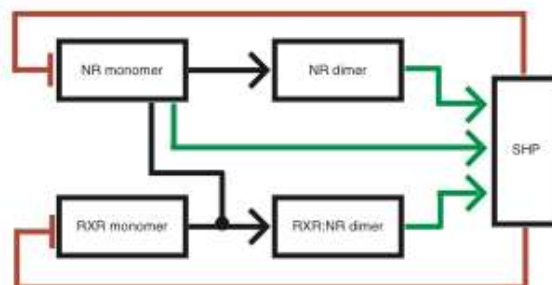 NR monomer
NR dimer
SHP
RXR monomer
RXR:NR dimer